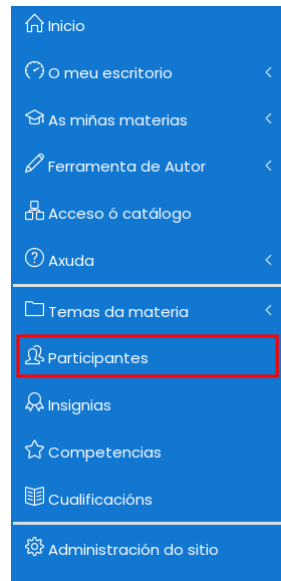 Inicio
O meu escritorio
As miñas materias
Ferramenta de Autor
Acceso ó catálogo
Axuda
Temas da materia
Participantes
Insignias
Competencias
Cualificacións
Administración do sitio